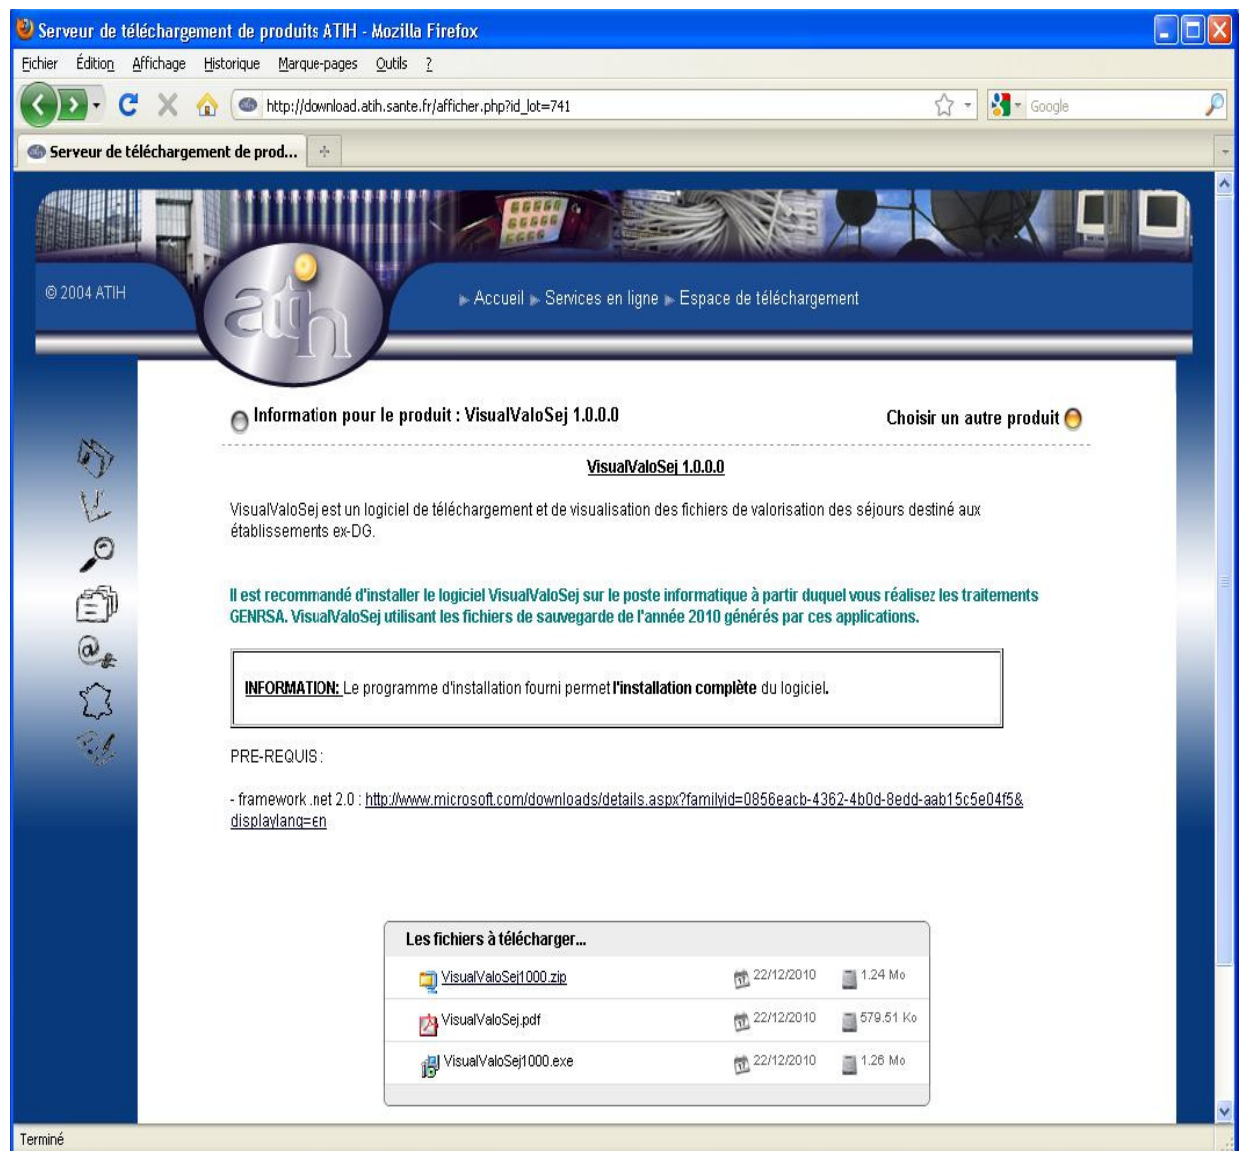 Serveur de téléchargement de produits ATIH - Mozilla Firefox
Fichier Édition Affichage Historique Marque-pages Outils ?
http://download.atih.sante.fr/afficher.php?id_lot=741
Google
Serveur de téléchargement de prod...
© 2004 ATIH
atih
Accueil Services en ligne Espace de téléchargement
Information pour le produit : VisualValoSej 1.0.0.0
Choisir un autre produit
VisualValoSej 1.0.0.0
VisualValoSej est un logiciel de téléchargement et de visualisation des fichiers de valorisation des séjours destiné aux
établissements ex-DG.
Il est recommandé d'installer le logiciel VisualValoSej sur le poste informatique à partir duquel vous réalisez les traitements
GENRSA. VisualValoSej utilisant les fichiers de sauvegarde de l'année 2010 générés par ces applications.
INFORMATION: Le programme d'installation fourni permet l'installation complète du logiciel.
PRE-REQUIS :
- framework .net 2.0 : http://www.microsoft.com/downloads/details.aspx?familyid=0856eacb-4362-4b0d-8edd-aab15c5e04f5&
displaylang=en
Les fichiers à télécharger...
VisualValoSej1000.zip 22/12/2010 1.24 Mo
VisualValoSej.pdf 22/12/2010 579.51 Ko
VisualValoSej1000.exe 22/12/2010 1.26 Mo
Terminé